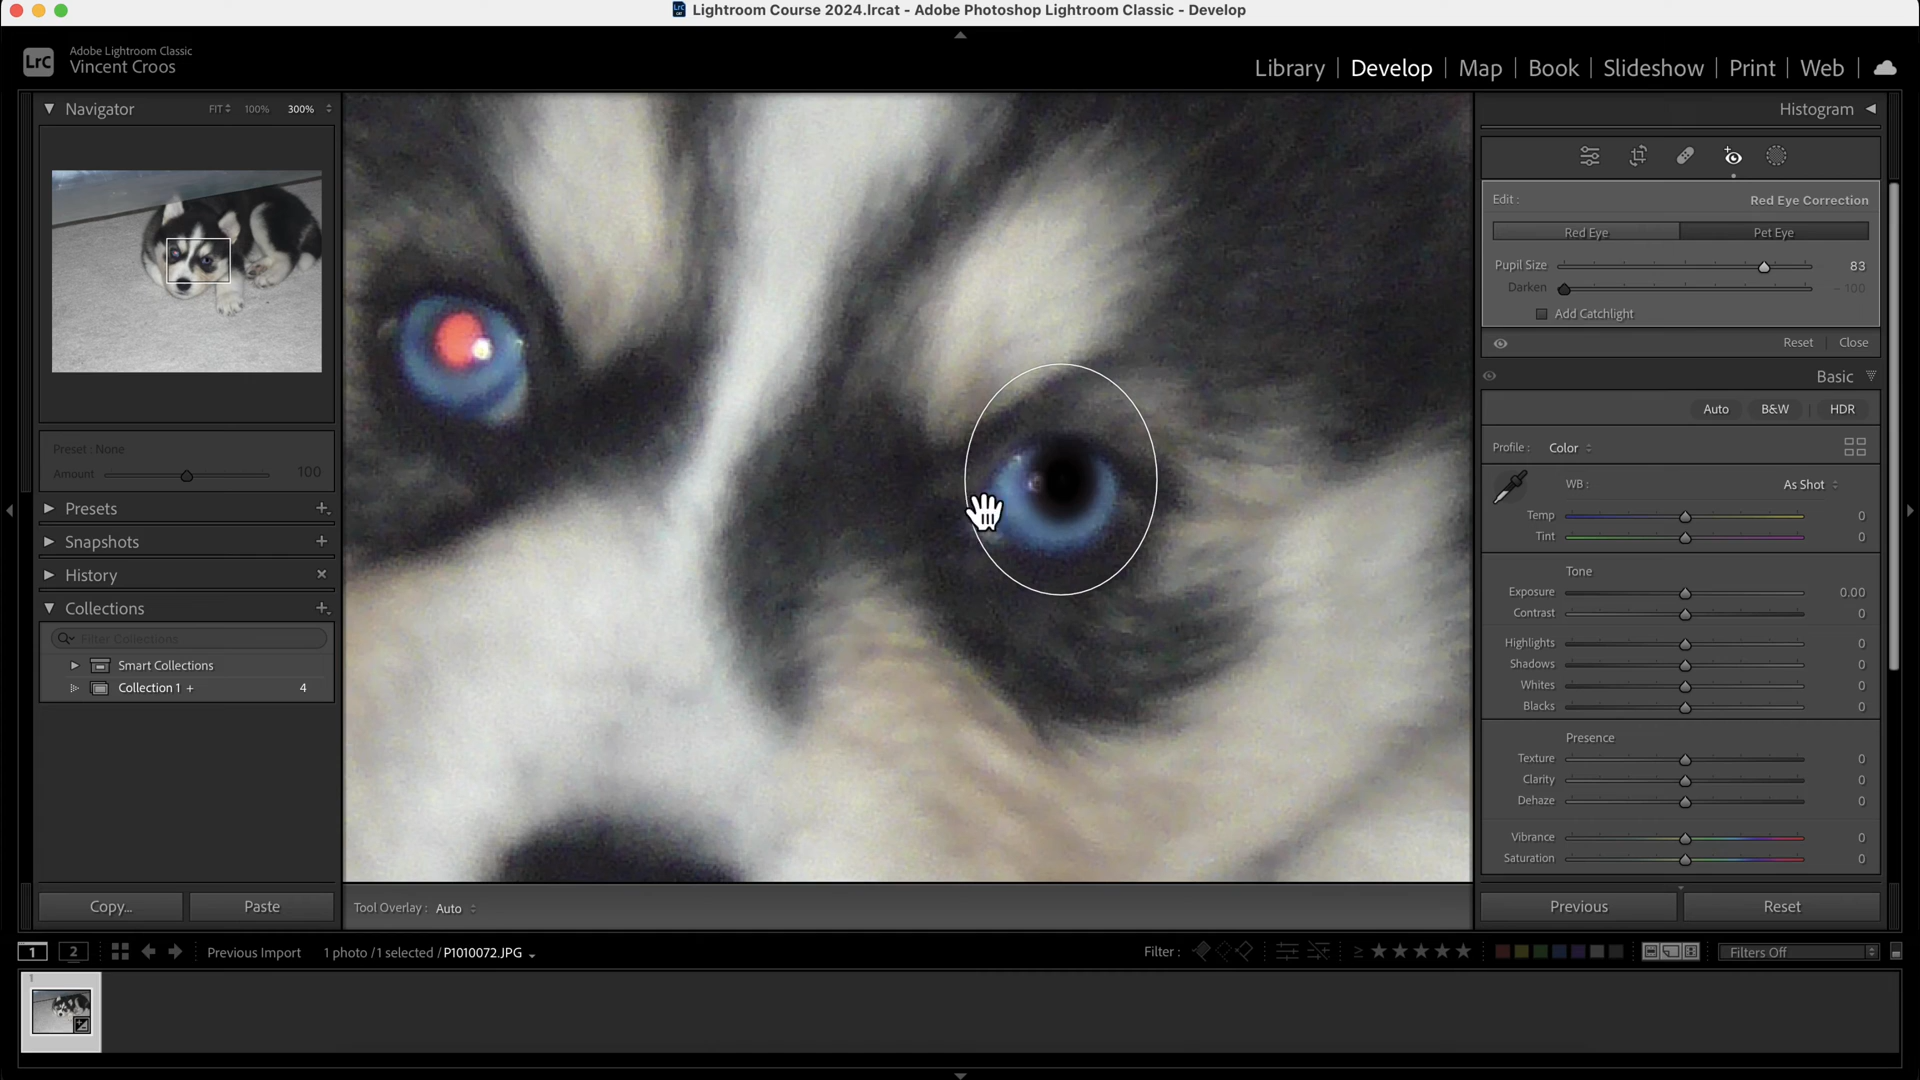 Lightroom Course 2024.lrcat - Adobe Photoshop Lightroom Classic - Develop
LrC
Adobe Lightroom Classic
Vincent Croos
Library | Develop | Map | Book | Slideshow | Print | Web
Navigator FIT 100% 300%
Preset : None
Amount 100
Presets
Snapshots
History
Collections
Filter Collections
Smart Collections
Collection 1 + 4
Copy... Paste
Tool Overlay : Auto
Histogram
Edit : Red Eye Correction
Red Eye Pet Eye
Pupil Size 83
Darken - 100
Add Catchlight
Reset Close
Basic
Auto B&W HDR
Profile : Color
WB : As Shot
Temp 0
Tint 0
Tone
Exposure 0.00
Contrast 0
Highlights 0
Shadows 0
Whites 0
Blacks 0
Presence
Texture 0
Clarity 0
Dehaze 0
Vibrance 0
Saturation 0
Previous Reset
1 2 Previous Import 1 photo / 1 selected / P1010072.JPG Filter : ≥ ★ ★ ★ ★ ★ Filters Off
1